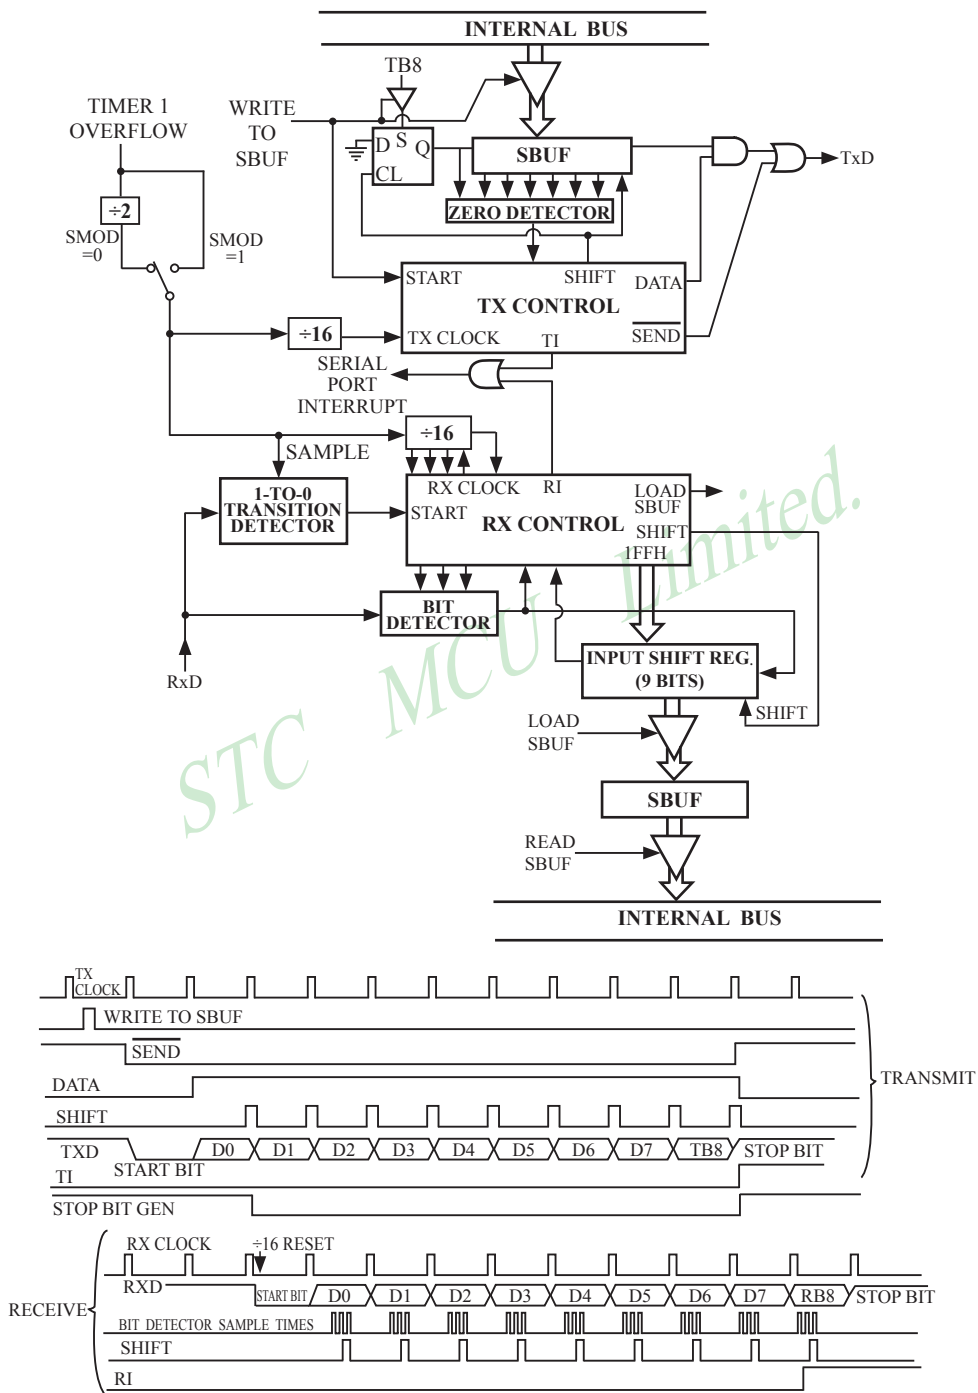 INTERNAL BUS
TB8
TIMER 1
OVERFLOW
WRITE
TO
SBUF
D
S
Q
CL
SBUF
TxD
÷2
ZERO DETECTOR
SMOD
=0
SMOD
=1
START
SHIFT
DATA
TX CONTROL
÷16
TX CLOCK
TI
SEND
SERIAL
PORT
INTERRUPT
÷16
SAMPLE
1-TO-0
TRANSITION
DETECTOR
RX CLOCK
RI
LOAD
SBUF
START
RX CONTROL
SHIFT
1FFH
BIT
DETECTOR
RxD
INPUT SHIFT REG.
(9 BITS)
SHIFT
LOAD
SBUF
SBUF
READ
SBUF
INTERNAL BUS
STC MCU Limited.
TX
CLOCK
WRITE TO SBUF
SEND
DATA
TRANSMIT
SHIFT
TXD
START BIT
D0 D1 D2 D3 D4 D5 D6 D7 TB8 STOP BIT
TI
STOP BIT GEN
RX CLOCK
÷16 RESET
RXD
START BIT D0 D1 D2 D3 D4 D5 D6 D7 RB8 STOP BIT
RECEIVE
BIT DETECTOR SAMPLE TIMES
SHIFT
RI